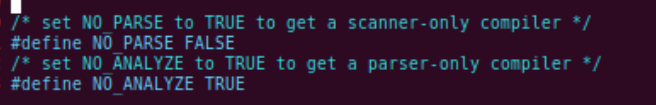 /* set NO_PARSE to TRUE to get a scanner-only compiler */
#define NO_PARSE FALSE
/* set NO_ANALYZE to TRUE to get a parser-only compiler */
#define NO_ANALYZE TRUE